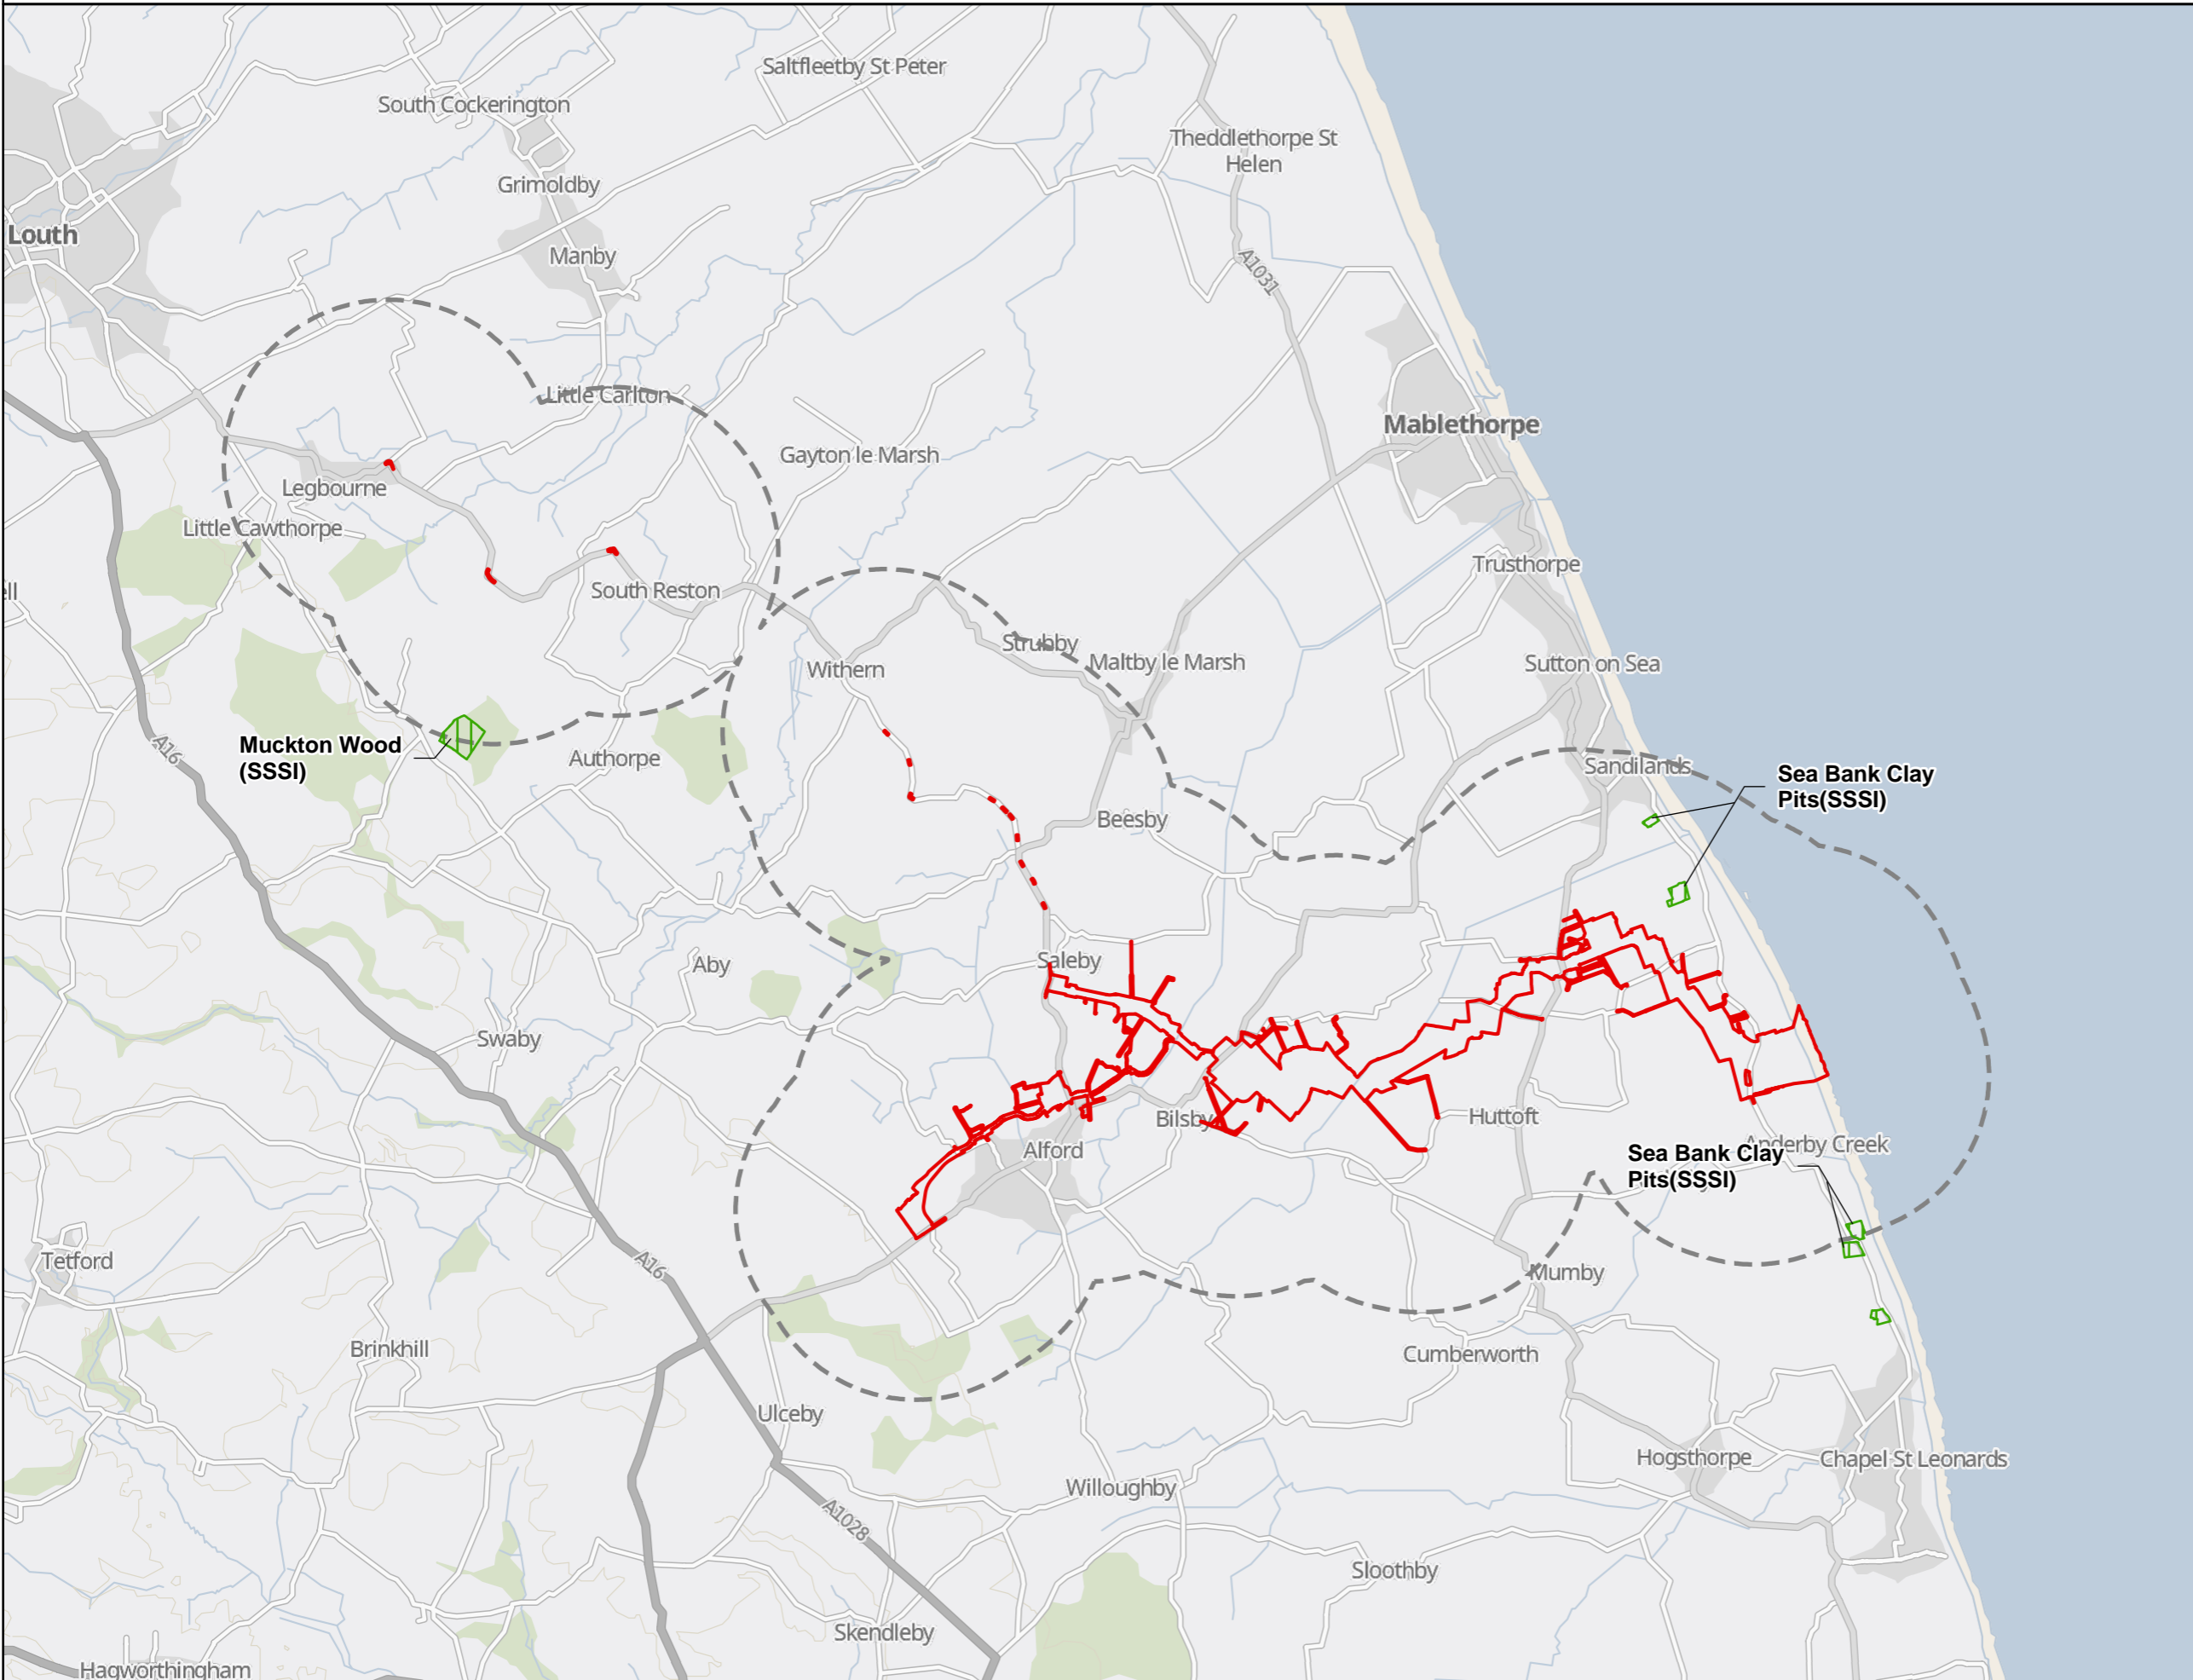 Saltfleetby St Peter
South Cockerington
Theddlethorpe St
Helen
Grimoldby
Louth
Manby
A1031
Little Carlton
Mablethorpe
Gayton le Marsh
Legbourne
Little Cawthorpe
Trusthorpe
ell
South Reston
Strubby
Maltby le Marsh
Sutton on Sea
Withern
Muckton Wood
(SSSI)
A16
Authorpe
Sandilands
Sea Bank Clay
Pits(SSSI)
Beesby
Saleby
Aby
Swaby
Bilsby
Huttoft
Alford
Anderby Creek
Sea Bank Clay
Pits(SSSI)
Tetford
A16
Mumby
Brinkhill
Cumberworth
Ulceby
Hogsthorpe
Chapel St Leonards
Willoughby
A1028
Sloothby
Skendleby
Hagworthingham